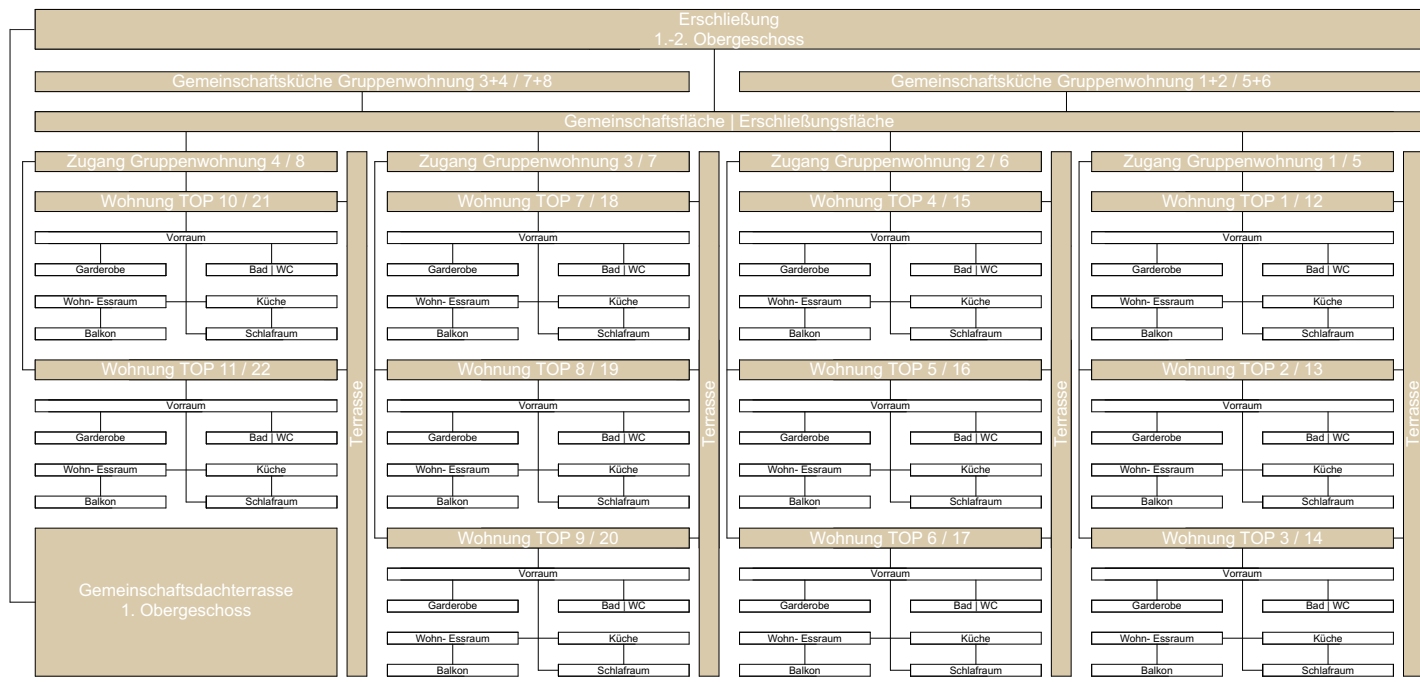 Erschließung
1.-2. Obergeschoss
Gemeinschaftsküche Gruppenwohnung 3+4 / 7+8
Gemeinschaftsküche Gruppenwohnung 1+2 / 5+6
Gemeinschaftsfläche | Erschließungsfläche
Zugang Gruppenwohnung 4 / 8
Wohnung TOP 10 / 21
Vorraum
Garderobe
Bad | WC
Wohn- Essraum
Küche
Balkon
Schlafraum
Wohnung TOP 11 / 22
Vorraum
Garderobe
Bad | WC
Wohn- Essraum
Küche
Balkon
Schlafraum
Gemeinschaftsdachterrasse
1. Obergeschoss
Terrasse
Zugang Gruppenwohnung 3 / 7
Wohnung TOP 7 / 18
Vorraum
Garderobe
Bad | WC
Wohn- Essraum
Küche
Balkon
Schlafraum
Wohnung TOP 8 / 19
Vorraum
Garderobe
Bad | WC
Wohn- Essraum
Küche
Balkon
Schlafraum
Wohnung TOP 9 / 20
Vorraum
Garderobe
Bad | WC
Wohn- Essraum
Küche
Balkon
Schlafraum
Terrasse
Zugang Gruppenwohnung 2 / 6
Wohnung TOP 4 / 15
Vorraum
Garderobe
Bad | WC
Wohn- Essraum
Küche
Balkon
Schlafraum
Wohnung TOP 5 / 16
Vorraum
Garderobe
Bad | WC
Wohn- Essraum
Küche
Balkon
Schlafraum
Wohnung TOP 6 / 17
Vorraum
Garderobe
Bad | WC
Wohn- Essraum
Küche
Balkon
Schlafraum
Terrasse
Zugang Gruppenwohnung 1 / 5
Wohnung TOP 1 / 12
Vorraum
Garderobe
Bad | WC
Wohn- Essraum
Küche
Balkon
Schlafraum
Wohnung TOP 2 / 13
Vorraum
Garderobe
Bad | WC
Wohn- Essraum
Küche
Balkon
Schlafraum
Wohnung TOP 3 / 14
Vorraum
Garderobe
Bad | WC
Wohn- Essraum
Küche
Balkon
Schlafraum
Terrasse